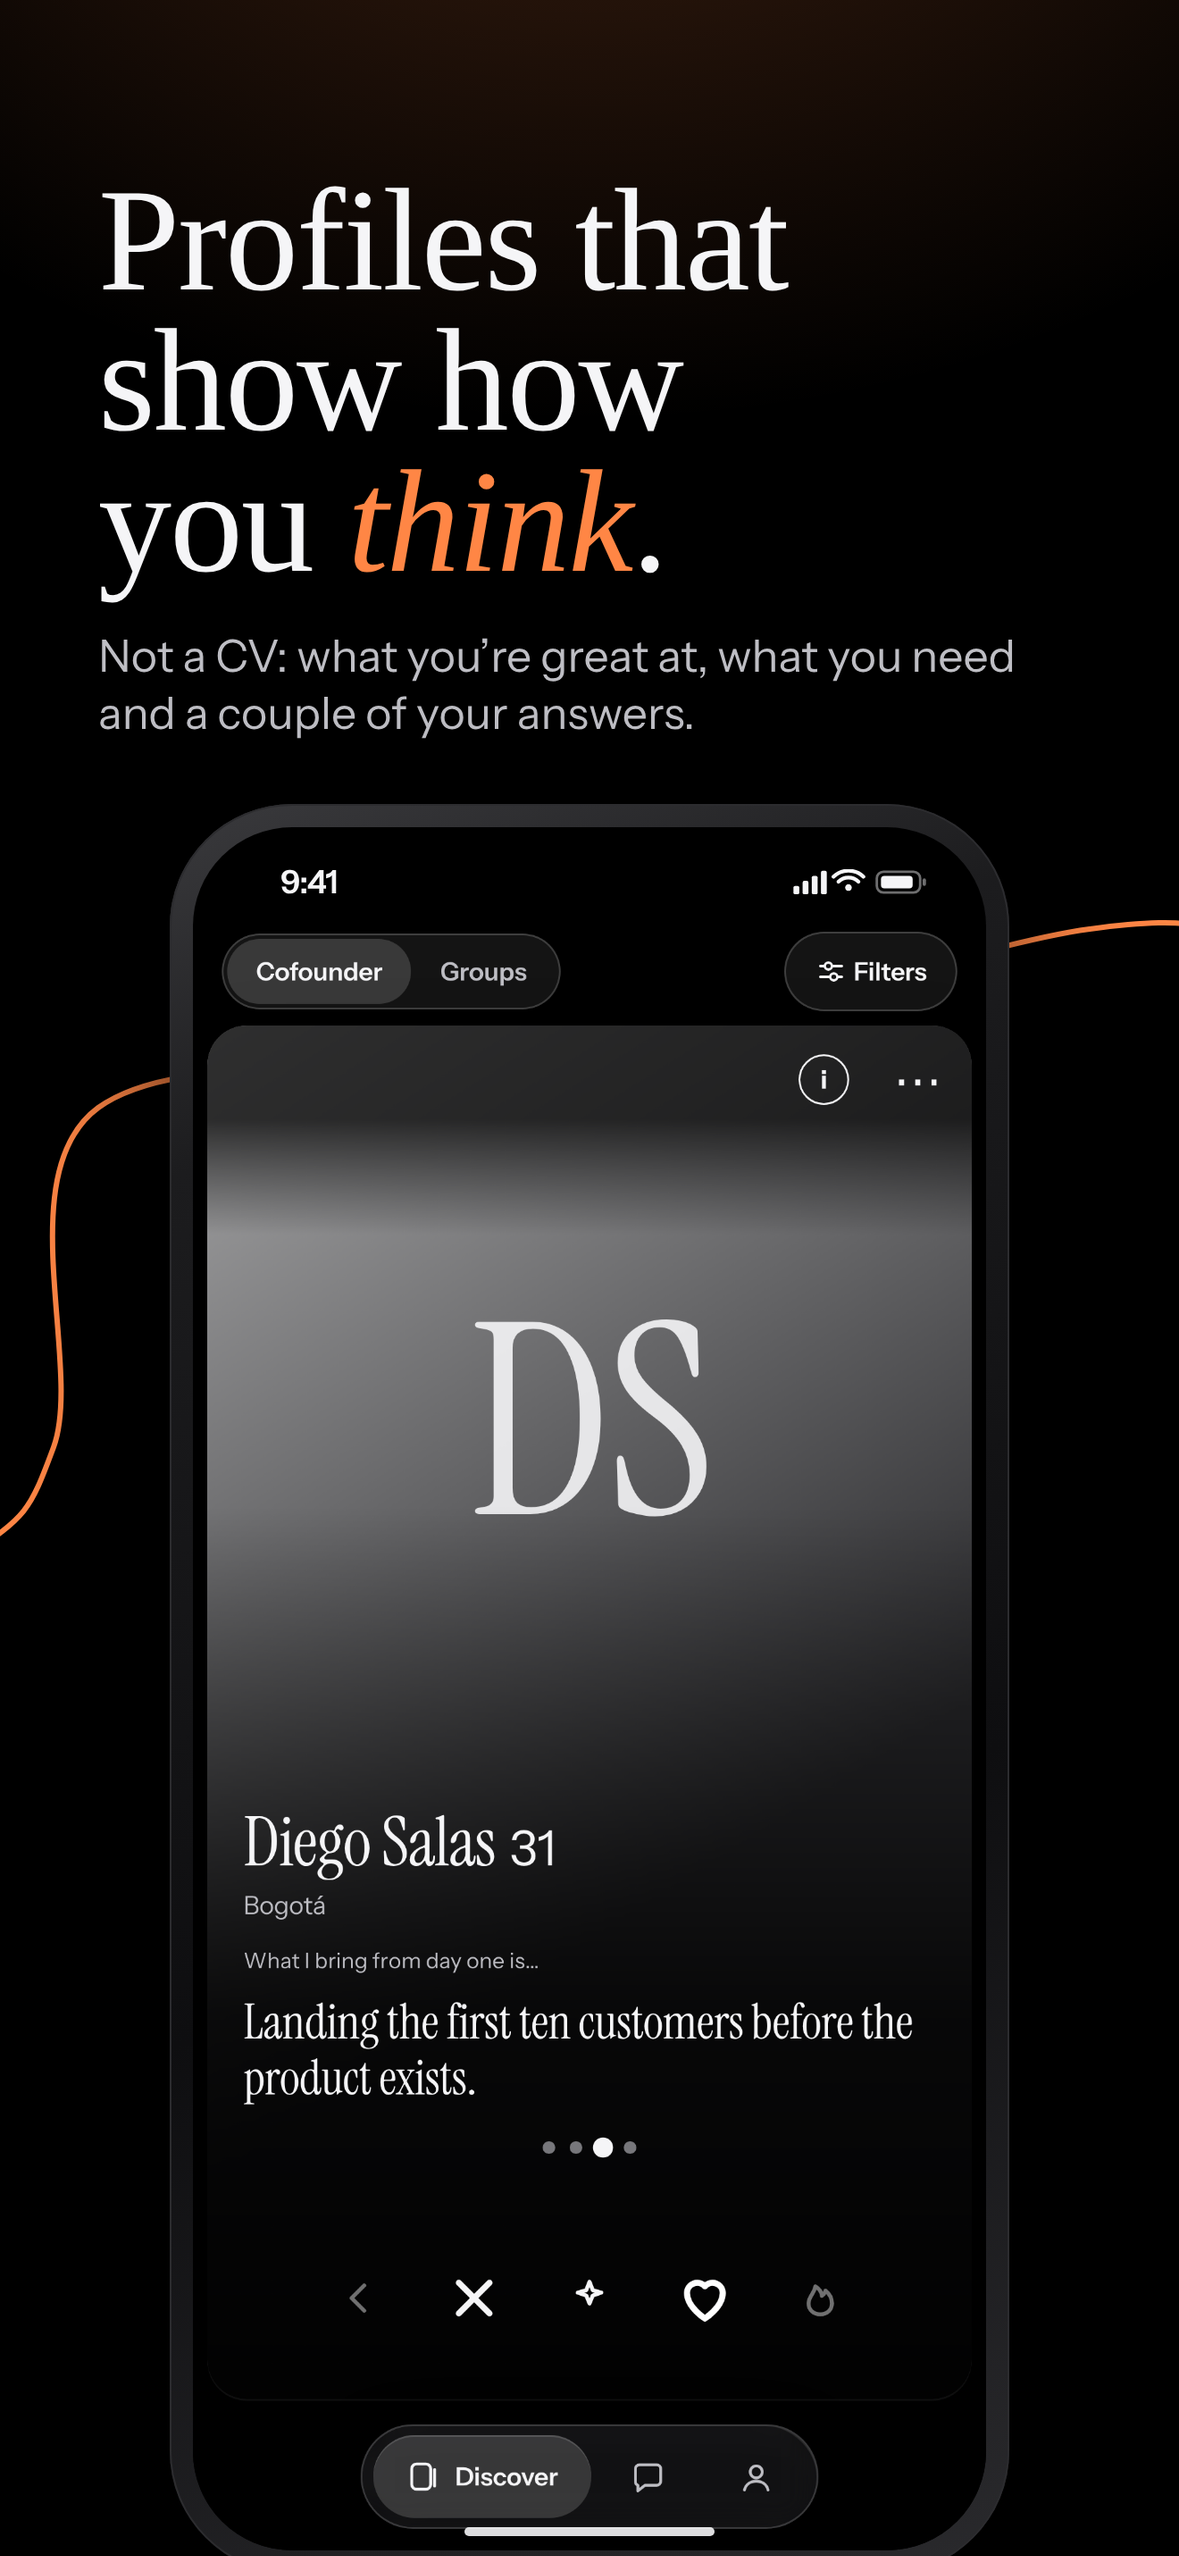 Profiles that
show how
you think.
Not a CV: what you’re great at, what you need
and a couple of your answers.
9:41
Cofounder Groups Filters
i
DS
Diego Salas 31
Bogotá
What I bring from day one is...
Landing the first ten customers before the
product exists.
Discover